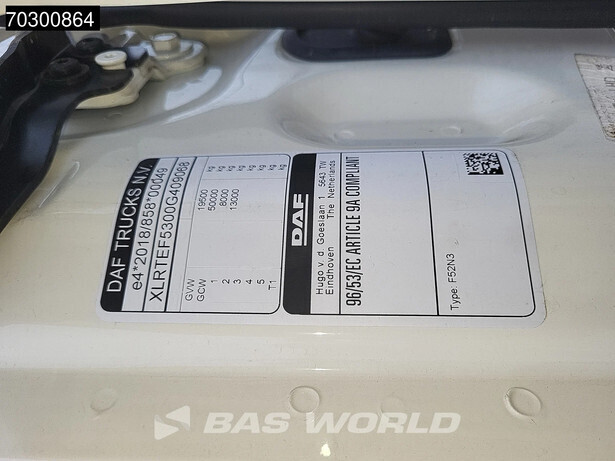 70300864
DAF TRUCKS N.V.
e4*2018/858*00049
XLRTEF5300G409068
GVW 19500 kg
GCW 50000 kg
1 8000 kg
2 13000 kg
3 kg
4 kg
5 kg
T1 kg
DAF
Hugo v. d. Goeslaan 1 5643 TW
Eindhoven The Netherlands
96/53/EC ARTICLE 9A COMPLIANT
Type: F52N3
BAS WORLD